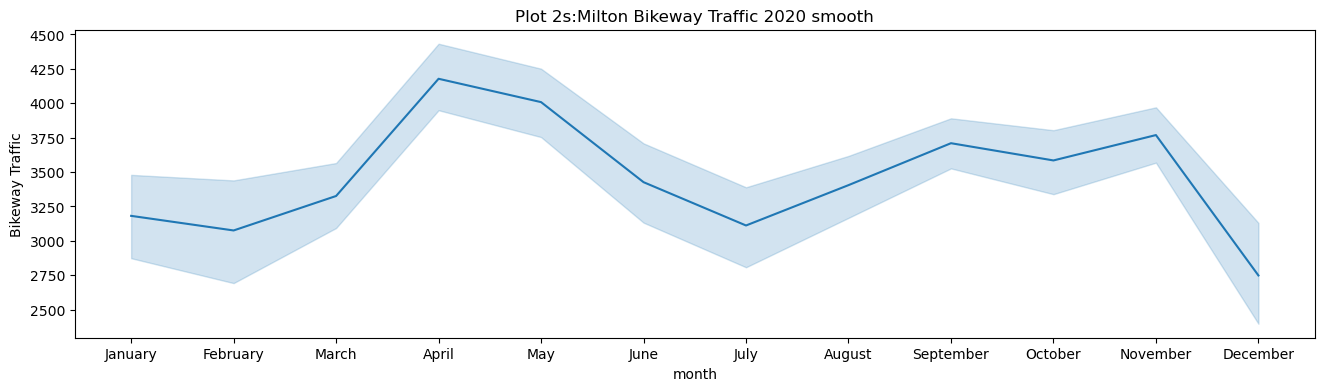 Plot 2s:Milton Bikeway Traffic 2020 smooth
Bikeway Traffic
4500
4250
4000
3750
3500
3250
3000
2750
2500
January February March April May June July August September October November December
month